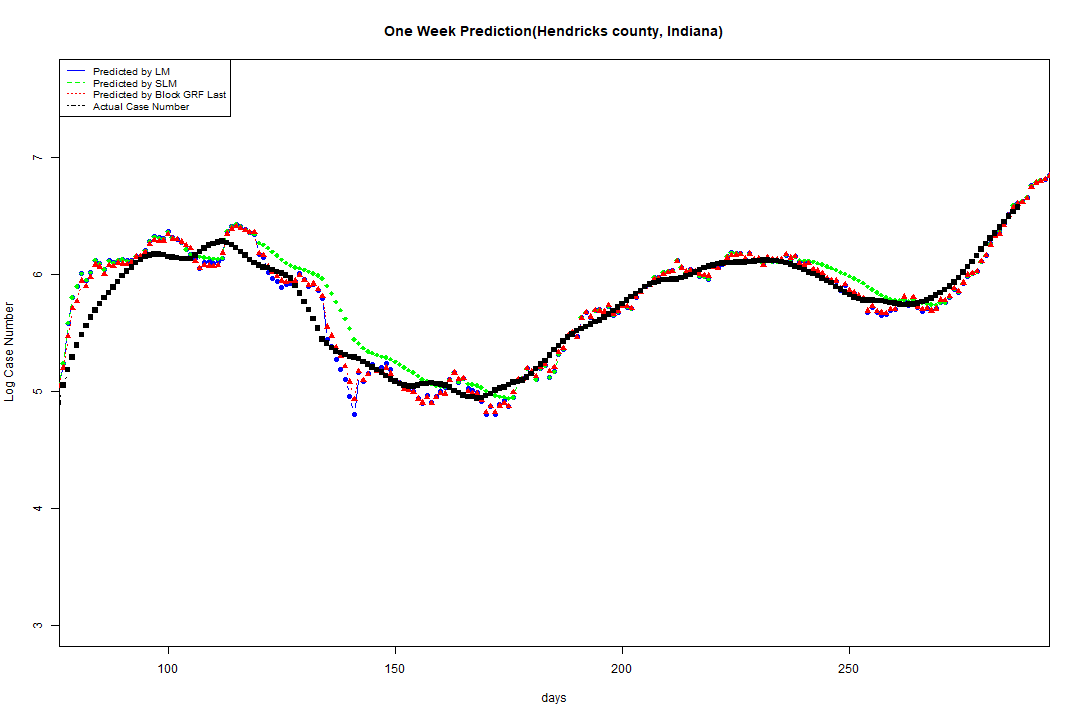 One Week Prediction(Hendricks county, Indiana)
Predicted by LM
Predicted by SLM
Predicted by Block GRF Last
Actual Case Number
Log Case Number
7
6
5
4
3
100 150 200 250
days